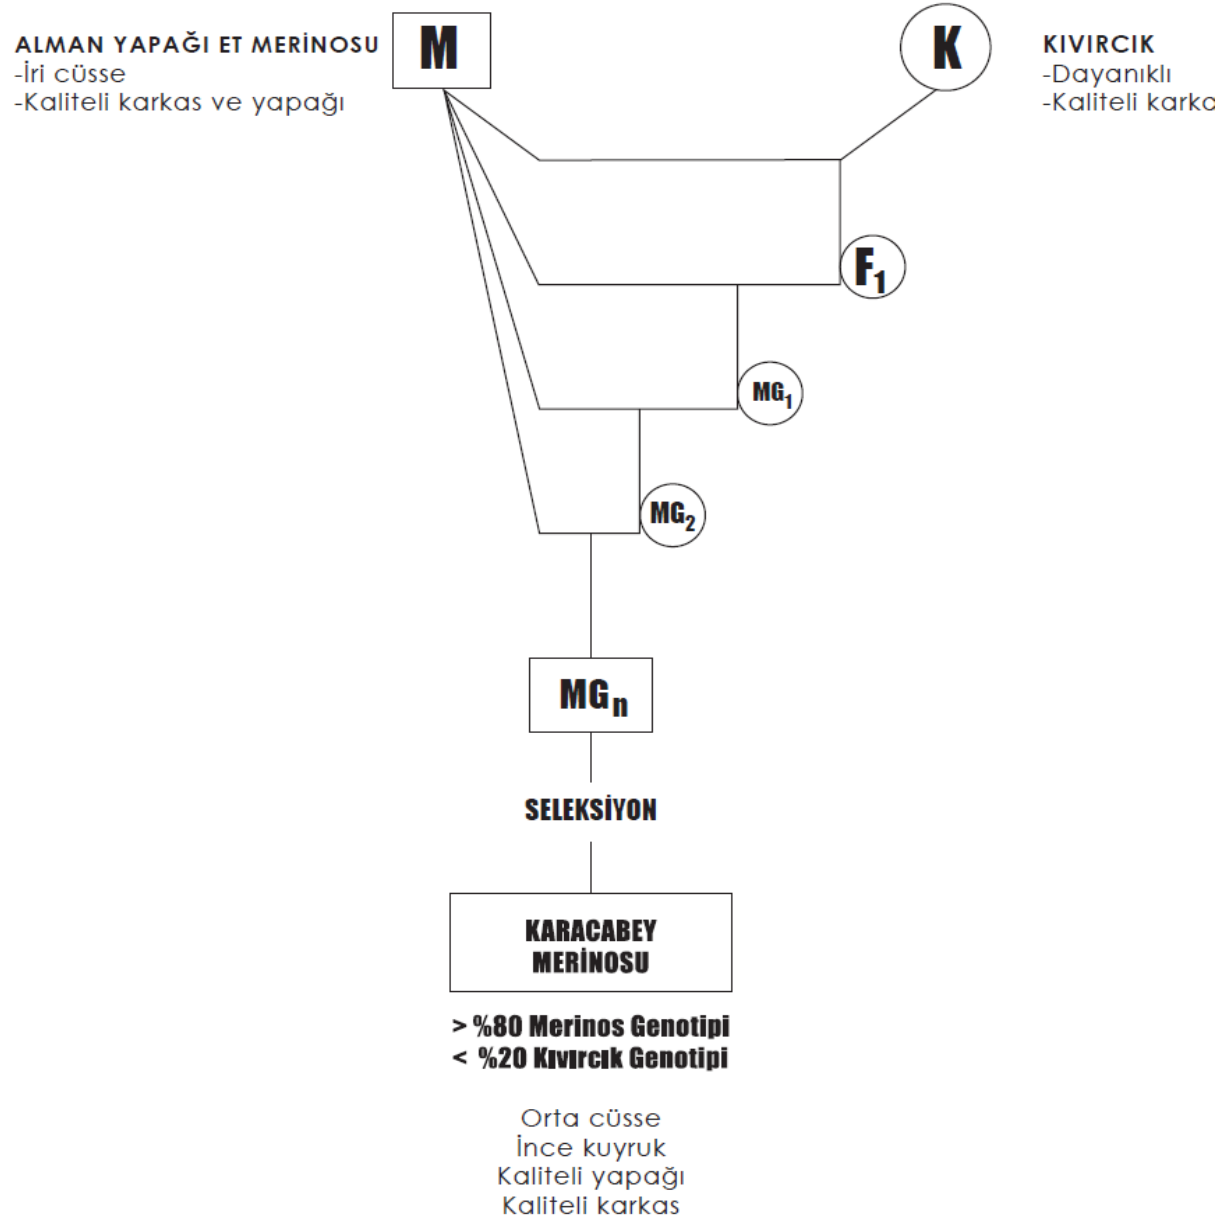 ALMAN YAPAĞI ET MERİNOSU
-İri cüsse
-Kaliteli karkas ve yapağı
M
K
KIVIRCIK
-Dayanıklı
-Kaliteli
F1
MG1
MG2
MGn
SELEKSİYON
KARACABEY
MERİNOSU
> %80 Merinos Genotipi
< %20 Kıvırcık Genotipi
Orta cüsse
İnce kuyruk
Kaliteli yapağı
Kaliteli karkas